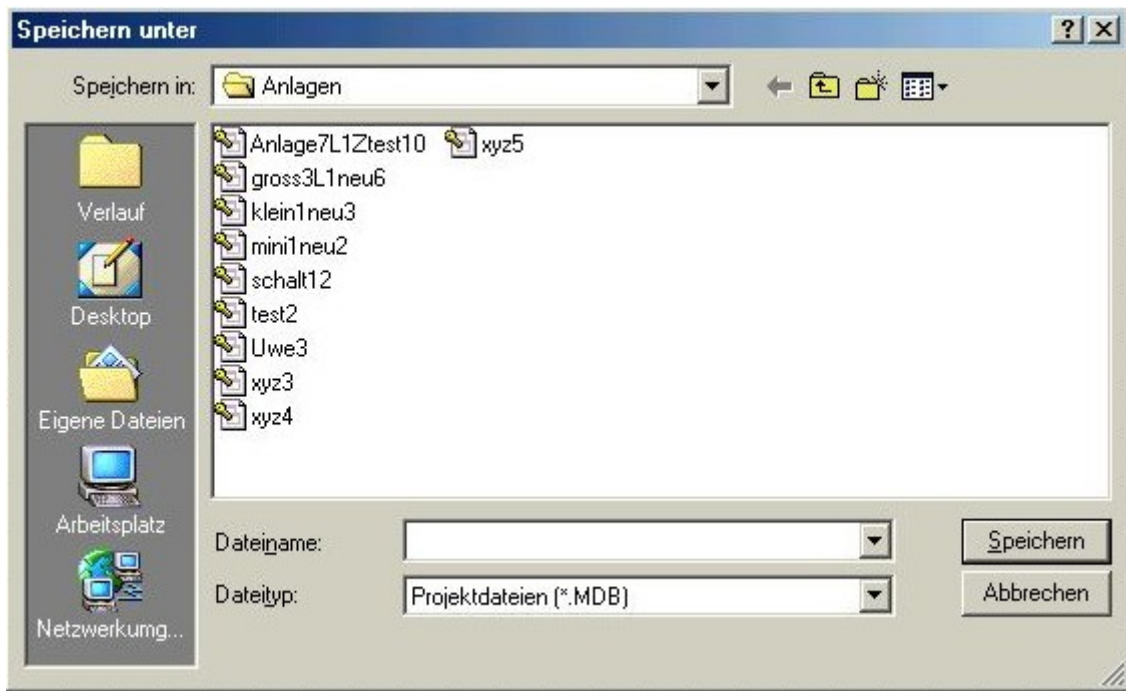 Speichern unter
Speichern in: Anlagen
Verlauf
Desktop
Eigene Dateien
Arbeitsplatz
Netzwerkumg...
Anlage7L1Ztest10
gross3L1neu6
klein1neu3
mini1neu2
schalt12
test2
Uwe3
xyz3
xyz4
xyz5
Dateiname:
Speichern
Dateityp: Projektdateien (*.MDB)
Abbrechen